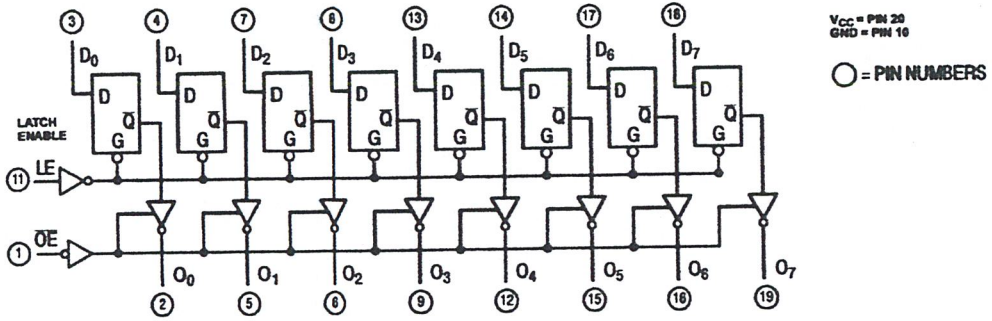 3 4 7 8 13 14 17 18
V_CC = PIN 20
GND = PIN 10
D₀ D₁ D₂ D₃ D₄ D₅ D₆ D₇
○ = PIN NUMBERS
D D D D D D D D
Q̅ Q̅ Q̅ Q̅ Q̅ Q̅ Q̅ Q̅
LATCH
ENABLE
G G G G G G G G
11 LE
1 O̅E̅
O₀ O₁ O₂ O₃ O₄ O₅ O₆ O₇
2 5 6 9 12 15 16 19